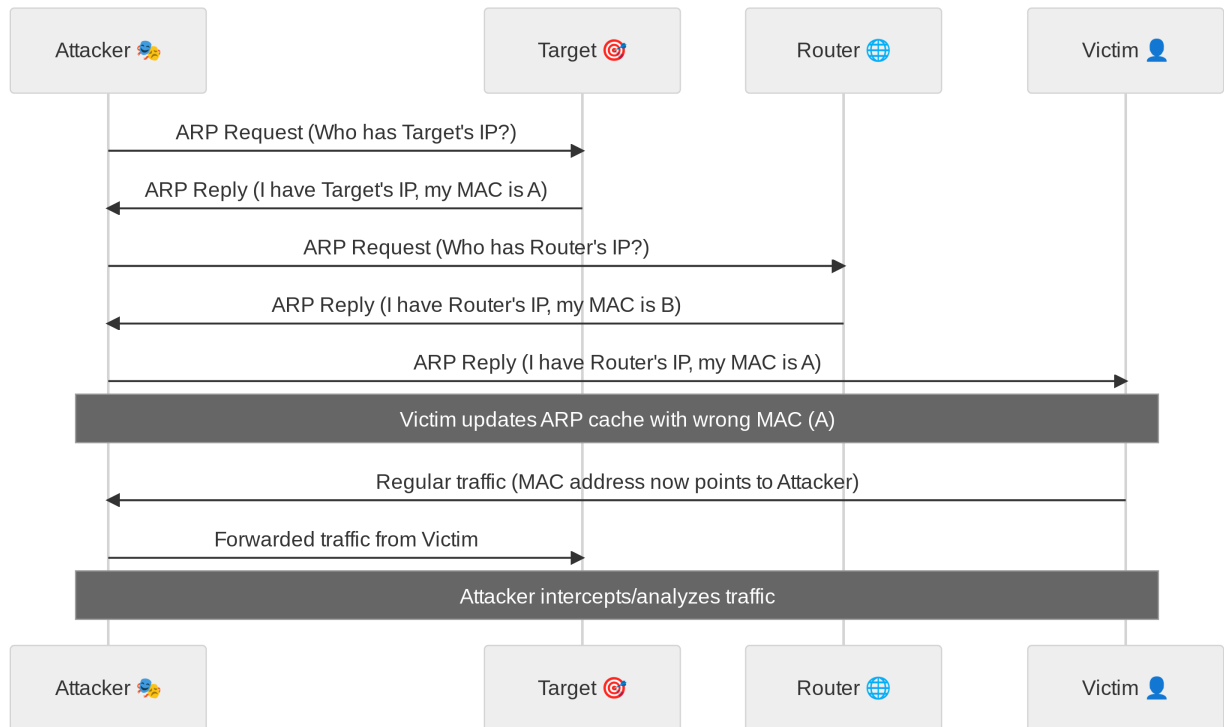 Attacker 🎭
Target 🎯
Router 🌐
Victim 👤
ARP Request (Who has Target's IP?)
ARP Reply (I have Target's IP, my MAC is A)
ARP Request (Who has Router's IP?)
ARP Reply (I have Router's IP, my MAC is B)
ARP Reply (I have Router's IP, my MAC is A)
Victim updates ARP cache with wrong MAC (A)
Regular traffic (MAC address now points to Attacker)
Forwarded traffic from Victim
Attacker intercepts/analyzes traffic
Attacker 🎭
Target 🎯
Router 🌐
Victim 👤